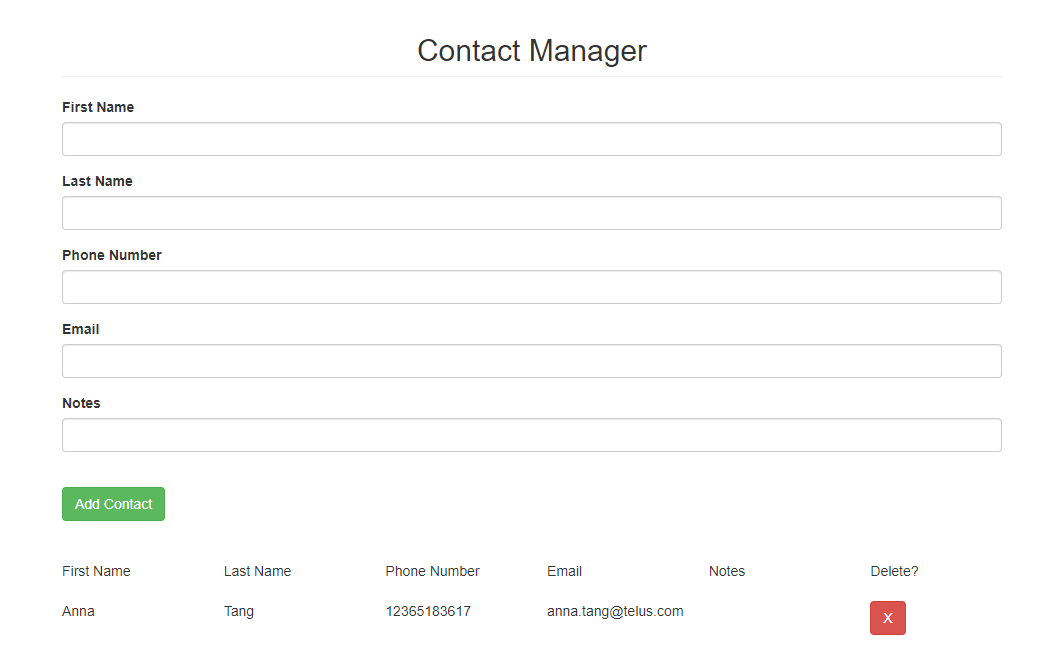 Contact Manager
First Name
Last Name
Phone Number
Email
Notes
Add Contact
First Name Last Name Phone Number Email Notes Delete?
Anna Tang 12365183617 anna.tang@telus.com X